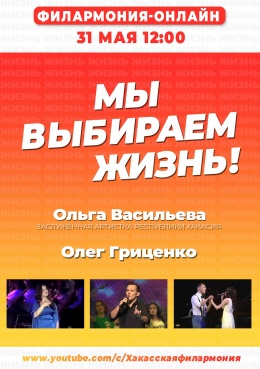 ФИЛАРМОНИЯ-ОНЛАЙН
31 МАЯ 12:00
МЫ
ВЫБИРАЕМ
ЖИЗНЬ!
Ольга Васильева
ЗАСЛУЖЕННАЯ АРТИСТКА РЕСПУБЛИКИ ХАКАСИЯ
Олег Гриценко
www.youtube.com/c/Хакасскаяфилармония